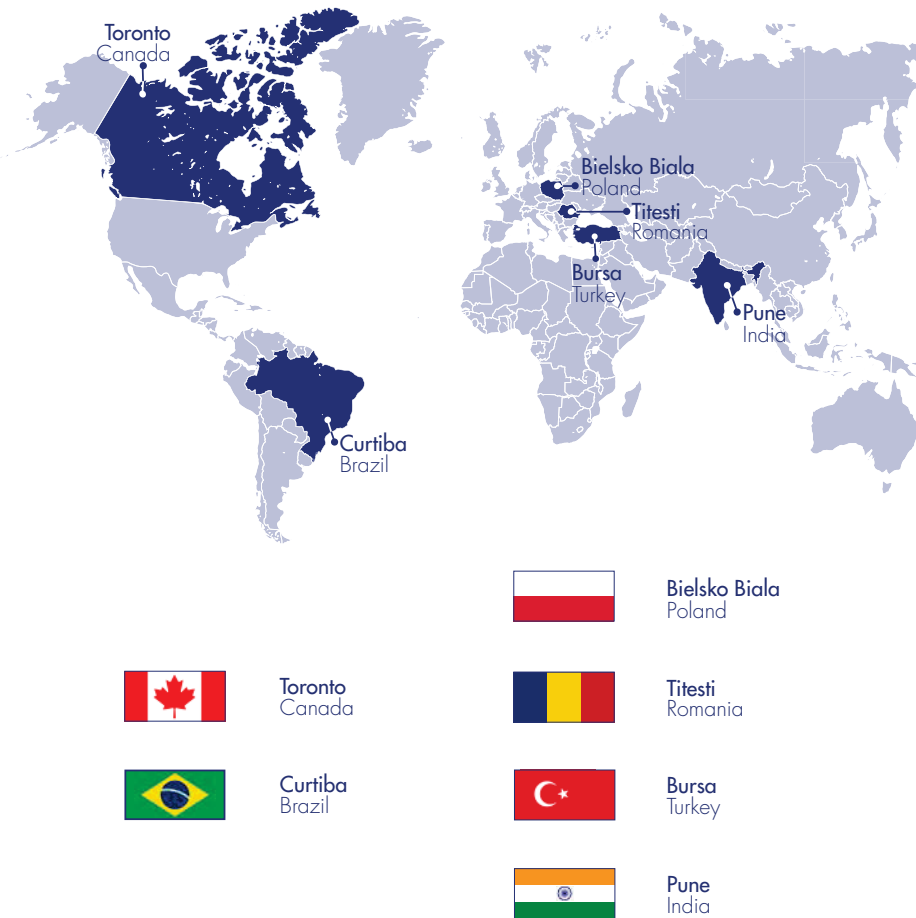 Toronto
Canada
Bielsko Biala
Poland
Titesti
Romania
Bursa
Turkey
Pune
India
Curtiba
Brazil
Bielsko Biala
Poland
Toronto
Canada
Titesti
Romania
Curtiba
Brazil
Bursa
Turkey
Pune
India